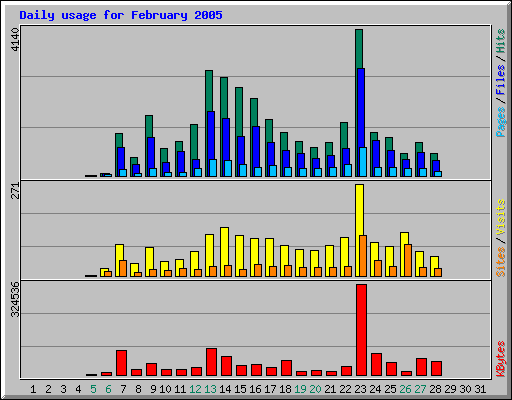 Daily usage for February 2005
4140
Pages / Files / Hits
271
Sites / Visits
324536
KBytes
1 2 3 4 5 6 7 8 9 10 11 12 13 14 15 16 17 18 19 20 21 22 23 24 25 26 27 28 29 30 31